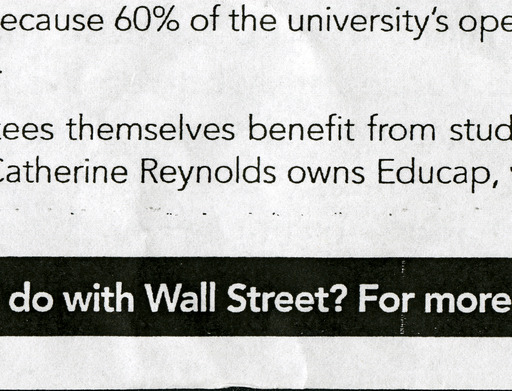 ecause 60% of the university's ope
.
ees themselves benefit from stud
Catherine Reynolds owns Educap,
do with Wall Street? For more